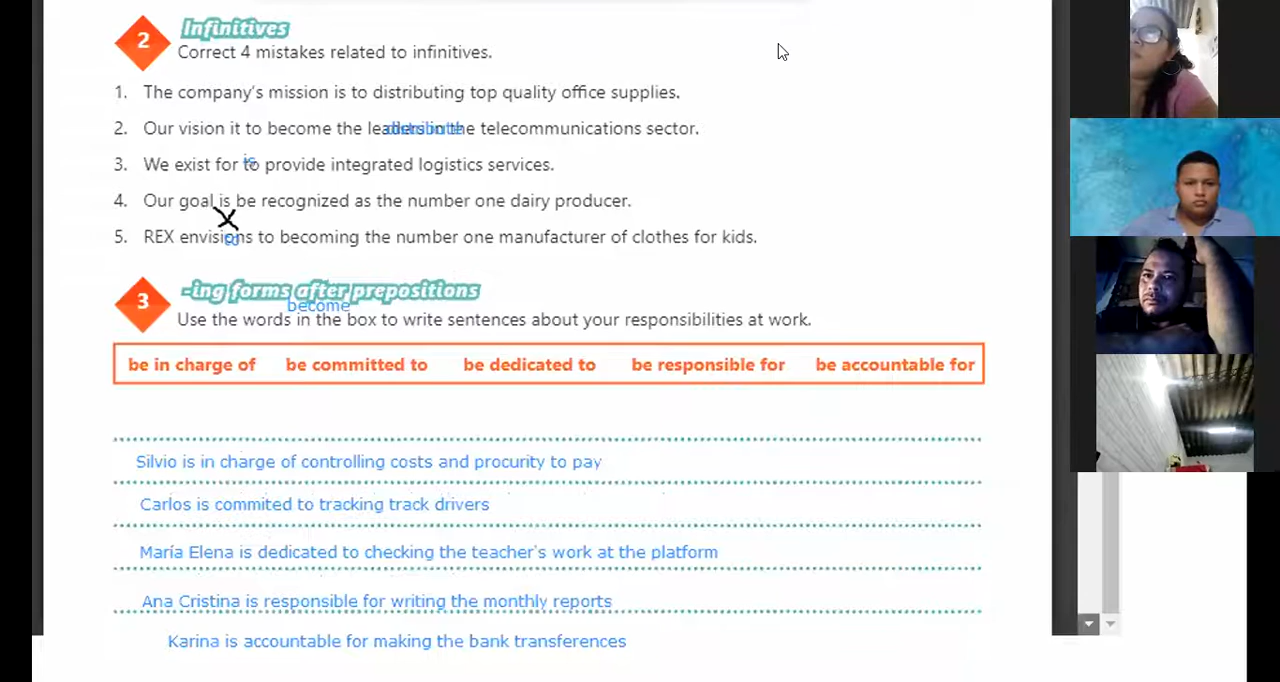 2
Infinitives
Correct 4 mistakes related to infinitives.
1. The company's mission is to distributing top quality office supplies.
2. Our vision it to become the leaders in the telecommunications sector.
distribute
3. We exist for to provide integrated logistics services.
is
4. Our goal is be recognized as the number one dairy producer.
X
5. REX envisions to becoming the number one manufacturer of clothes for kids.
to
3
-ing forms after prepositions
become
Use the words in the box to write sentences about your responsibilities at work.
be in charge of be committed to be dedicated to be responsible for be accountable for
Silvio is in charge of controlling costs and procurity to pay
Carlos is commited to tracking track drivers
María Elena is dedicated to checking the teacher's work at the platform
Ana Cristina is responsible for writing the monthly reports
Karina is accountable for making the bank transferences